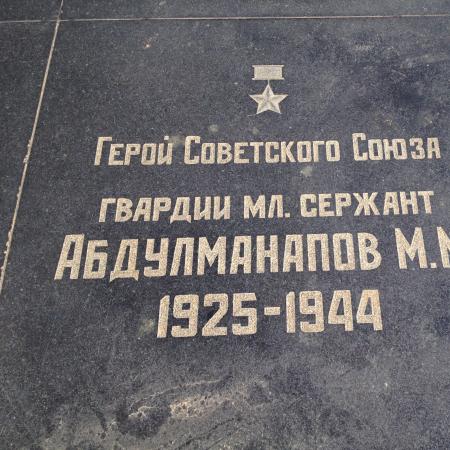 Герой Советского Союза
гвардии мл. сержант
Абдулманапов М.М
1925-1944